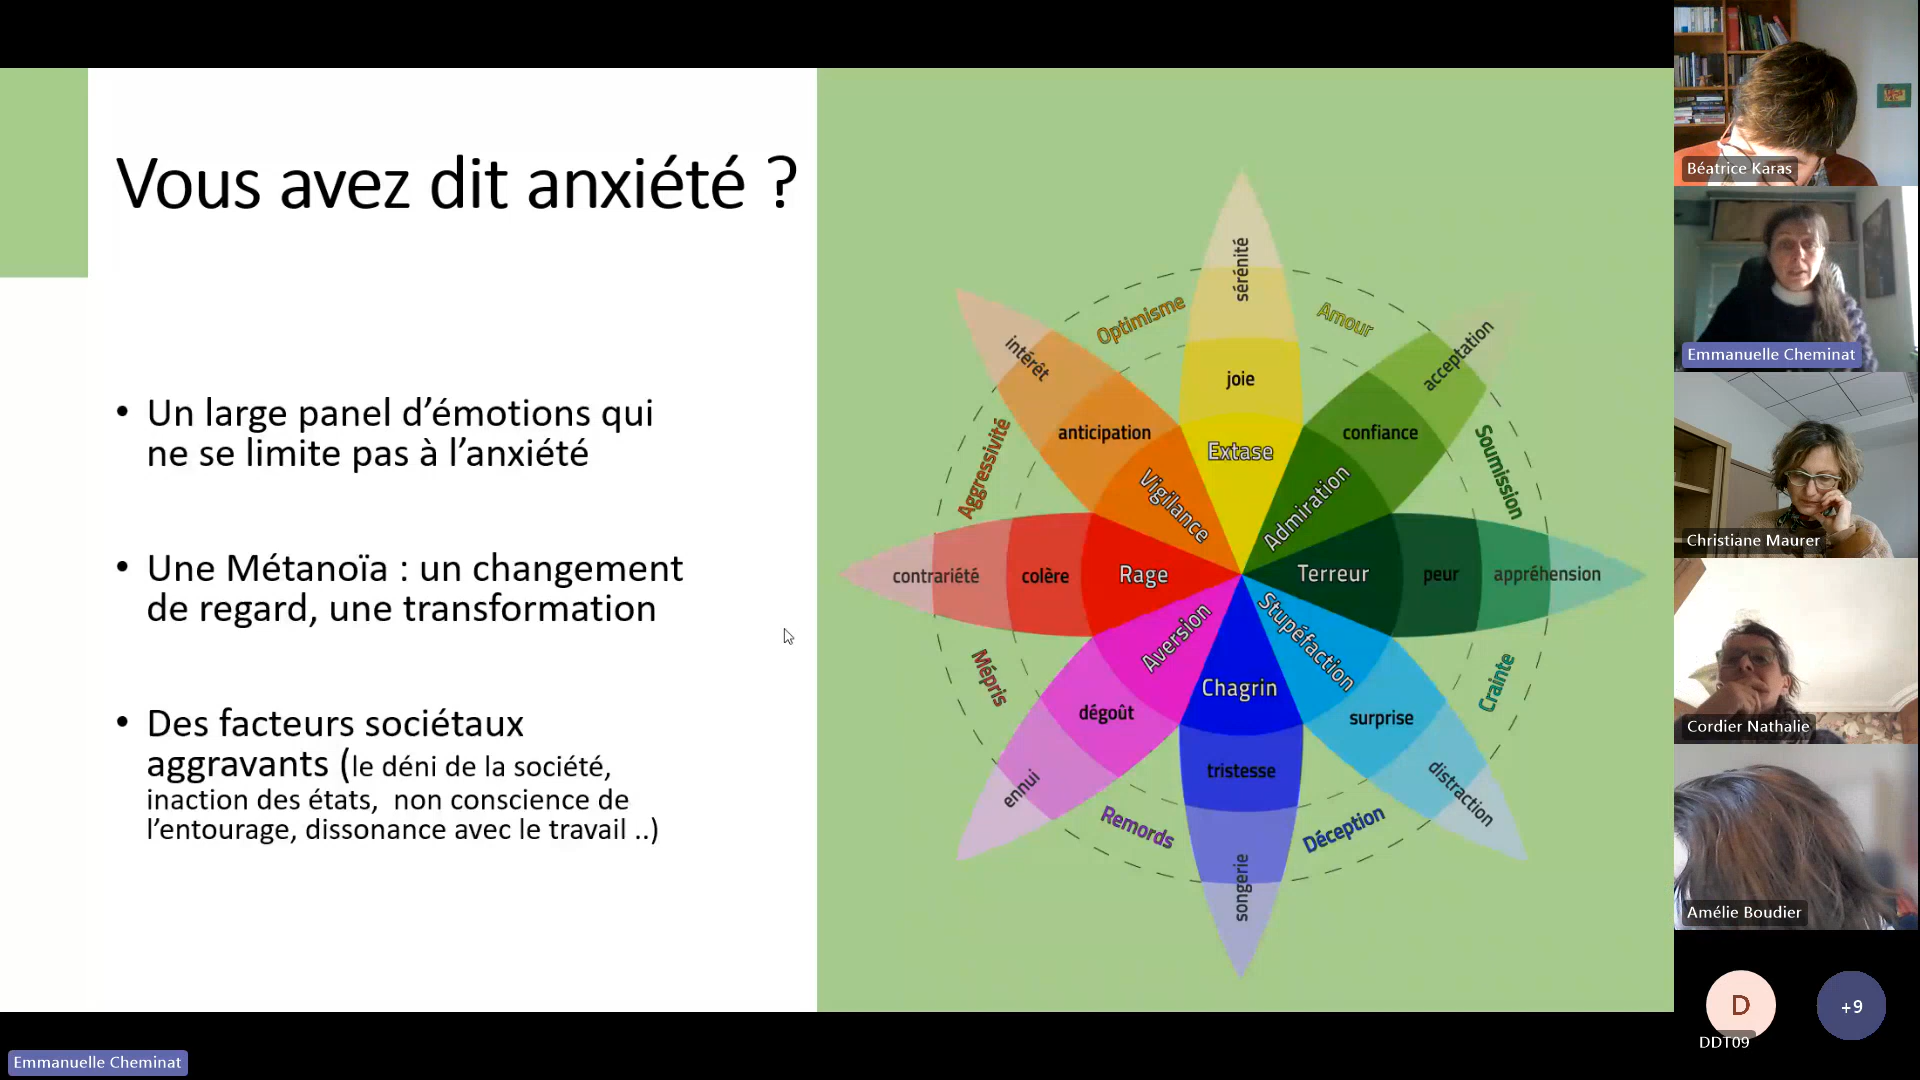 Vous avez dit anxiété ?
• Un large panel d’émotions qui
ne se limite pas à l’anxiété
• Une Métanoïa : un changement
de regard, une transformation
• Des facteurs sociétaux
aggravants (le déni de la société,
inaction des états,  non conscience de
l’entourage, dissonance avec le travail ..)
sérénité
Optimisme
Amour
intérêt
acceptation
joie
anticipation
confiance
Aggressivité
Soumission
Extase
Vigilance
Admiration
contrariété
colère
Rage
Terreur
peur
appréhension
Aversion
Stupéfaction
Mépris
Crainte
Chagrin
dégoût
surprise
tristesse
ennui
distraction
Remords
Déception
songerie
Béatrice Karas
Emmanuelle Cheminat
Christiane Maurer
Cordier Nathalie
Amélie Boudier
D
+9
DDT09
Emmanuelle Cheminat